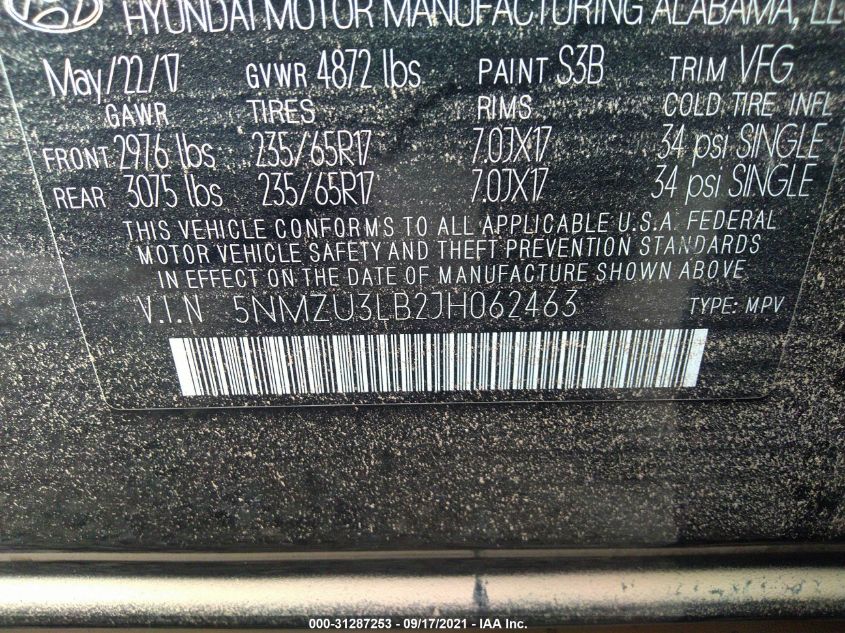 HYUNDAI MOTOR MANUFACTURING ALABAMA, LLC
May/22/17 GVWR 4872 lbs PAINT S3B TRIM VFG
GAWR TIRES RIMS COLD TIRE INFL
FRONT 2976 lbs 235/65R17 7.0JX17 34 psi SINGLE
REAR 3075 lbs 235/65R17 7.0JX17 34 psi SINGLE
THIS VEHICLE CONFORMS TO ALL APPLICABLE U.S.A. FEDERAL
MOTOR VEHICLE SAFETY AND THEFT PREVENTION STANDARDS
IN EFFECT ON THE DATE OF MANUFACTURE SHOWN ABOVE.
V.I.N 5NMZU3LB2JH062463 TYPE: MPV
000-31287253 - 09/17/2021 - IAA Inc.